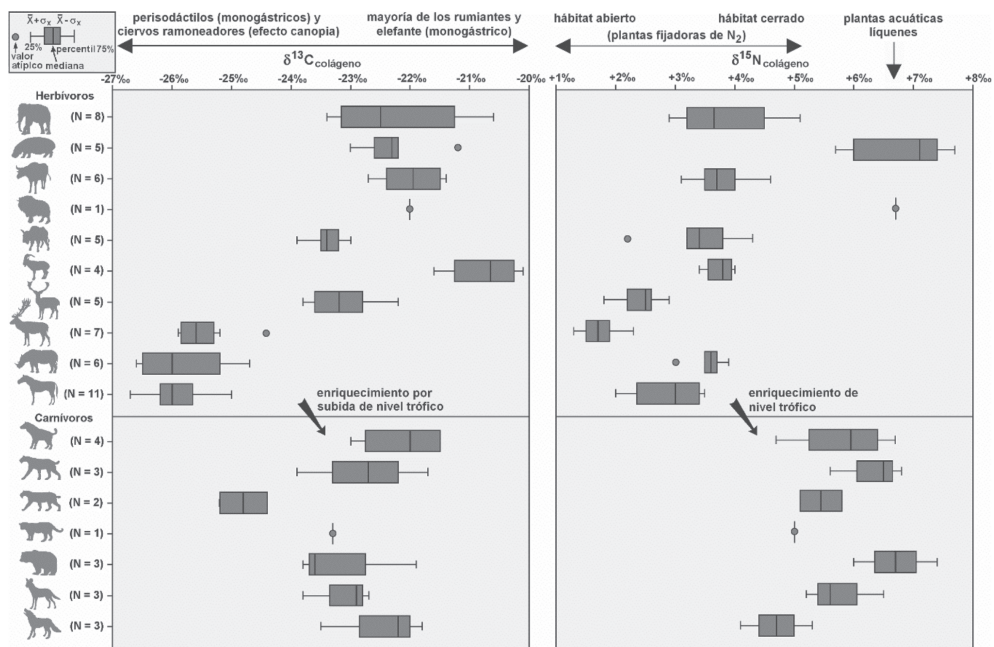 X̄+σx X̄-σx
25% percentil 75%
valor
atípico mediana
perisodáctilos (monogástricos) y
ciervos ramoneadores (efecto canopia)
mayoría de los rumiantes y
elefante (monogástrico)
hábitat abierto
hábitat cerrado
(plantas fijadoras de N2)
plantas acuáticas
líquenes
δ13Ccolágeno
δ15Ncolágeno
-27% -26% -25% -24% -23% -22% -21% -20%
+1% +2% +3% +4% +5% +6% +7% +8‰
Herbívoros
(N = 8)
(N = 5)
(N = 6)
(N = 1)
(N = 5)
(N = 4)
(N = 5)
(N = 7)
(N = 6)
(N = 11)
enriquecimiento por
subida de nivel trófico
enriquecimiento de
nivel trófico
Carnívoros
(N = 4)
(N = 3)
(N = 2)
(N = 1)
(N = 3)
(N = 3)
(N = 3)